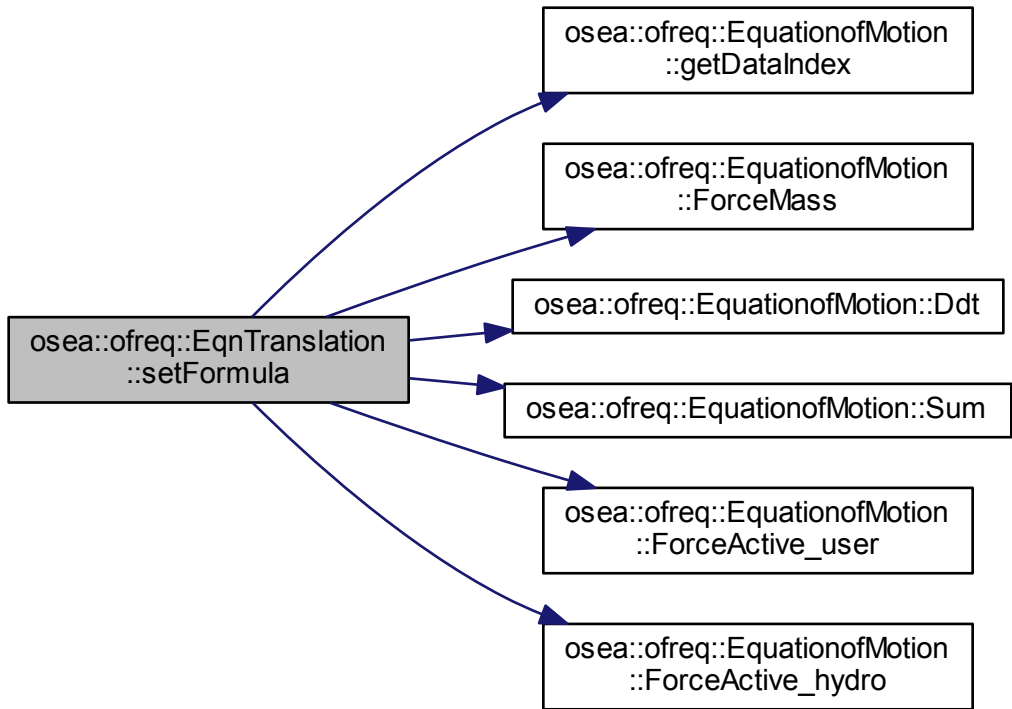 osea::ofreq::EqnTranslation
::setFormula
osea::ofreq::EquationofMotion
::getDataIndex
osea::ofreq::EquationofMotion
::ForceMass
osea::ofreq::EquationofMotion::Ddt
osea::ofreq::EquationofMotion::Sum
osea::ofreq::EquationofMotion
::ForceActive_user
osea::ofreq::EquationofMotion
::ForceActive_hydro